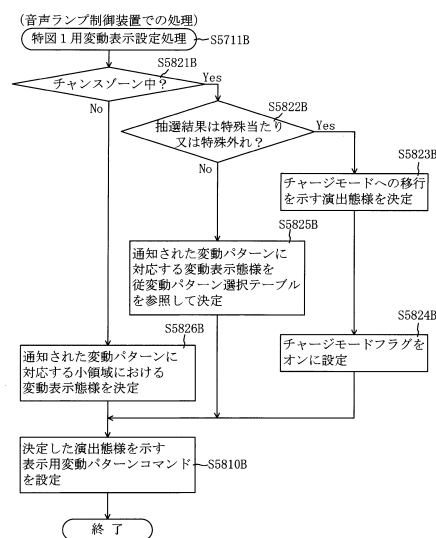 (音声ランプ制御装置での処理)
特図1用変動表示設定処理
S5711B
S5821B
チャンスゾーン中?
Yes
No
S5822B
抽選結果は特殊当たり
又は特殊外れ?
Yes
No
S5823B
チャージモードへの移行
を示す演出態様を決定
S5825B
通知された変動パターンに
対応する変動表示態様を
従変動パターン選択テーブル
を参照して決定
S5824B
チャージモードフラグを
オンに設定
S5826B
通知された変動パターンに
対応する小領域における
変動表示態様を決定
決定した演出態様を示す
表示用変動パターンコマンド
を設定
S5810B
終了